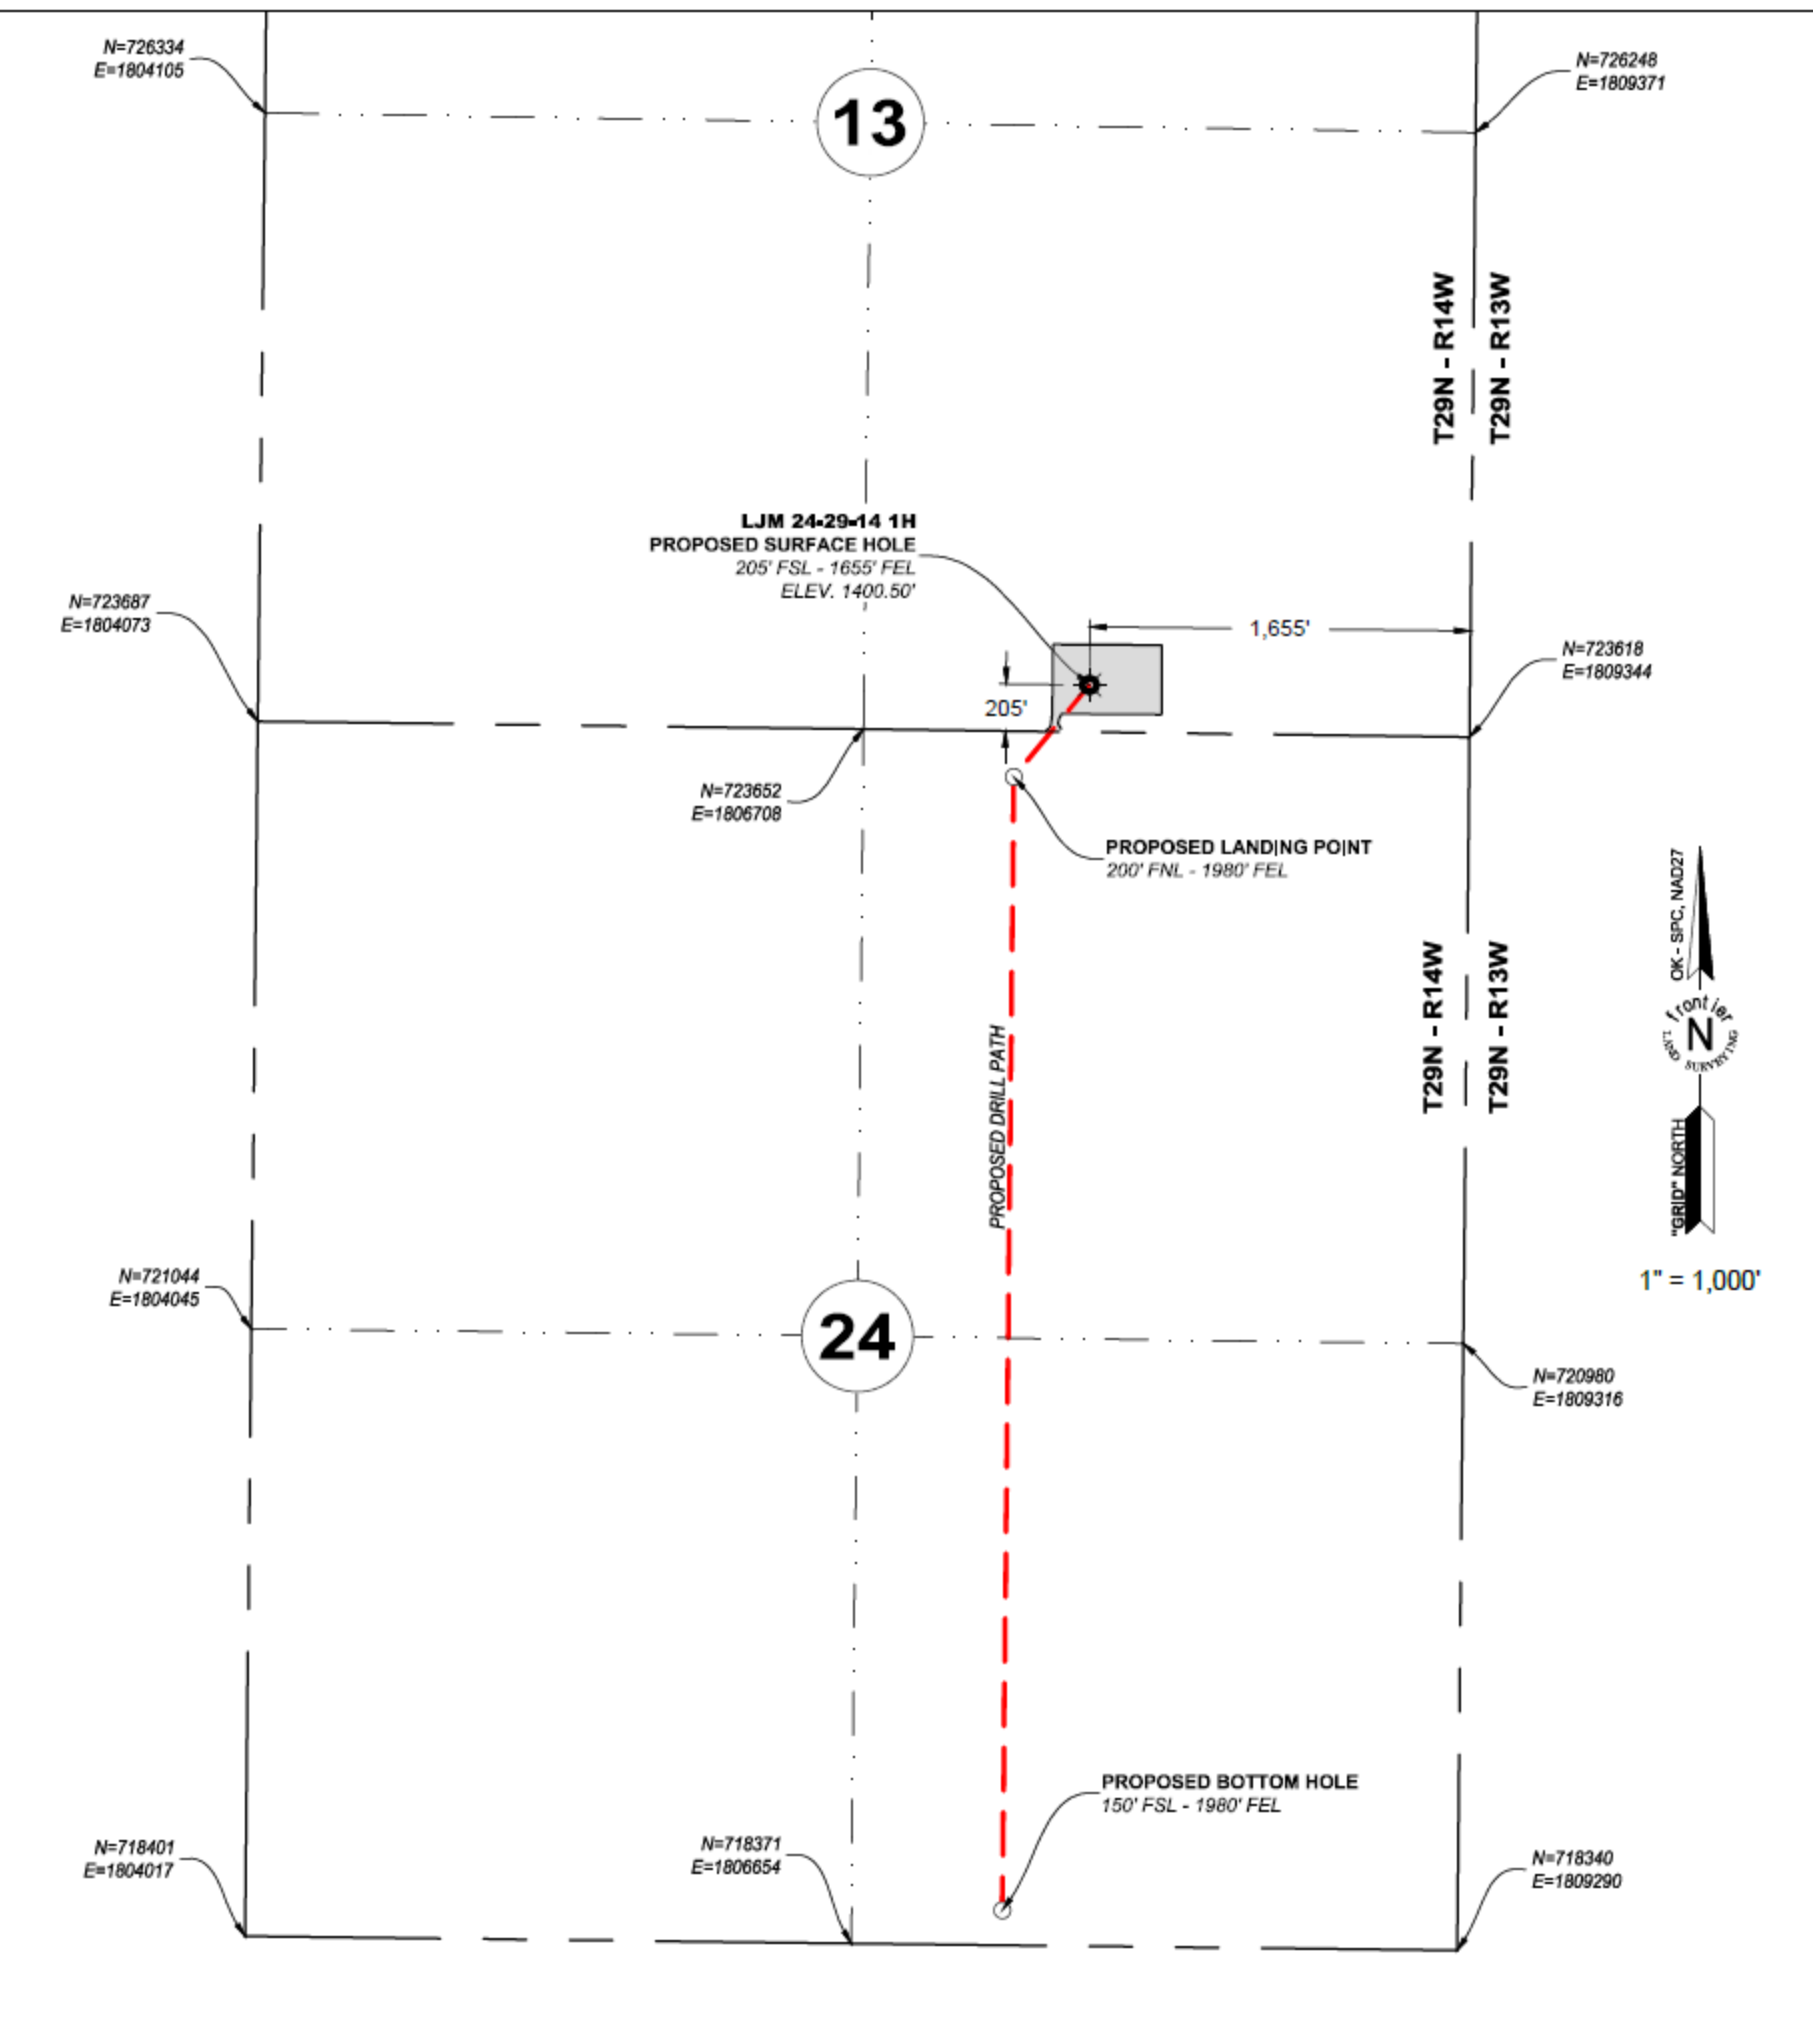 N=726334
E=1804105
13
N=726248
E=1809371
T29N - R14W
T29N - R13W
LJM 24-29-14 1H
PROPOSED SURFACE HOLE
205' FSL - 1655' FEL
ELEV. 1400.50'
N=723687
E=1804073
1,655'
N=723618
E=1809344
205'
N=723652
E=1806708
PROPOSED LANDING POINT
200' FNL - 1980' FEL
OK - SPC, NAD27
T29N - R14W
T29N - R13W
frontier
N
LAND SURVEYING
PROPOSED DRILL PATH
"GRID" NORTH
1" = 1,000'
N=721044
E=1804045
24
N=720980
E=1809316
PROPOSED BOTTOM HOLE
150' FSL - 1980' FEL
N=718401
E=1804017
N=718371
E=1806654
N=718340
E=1809290